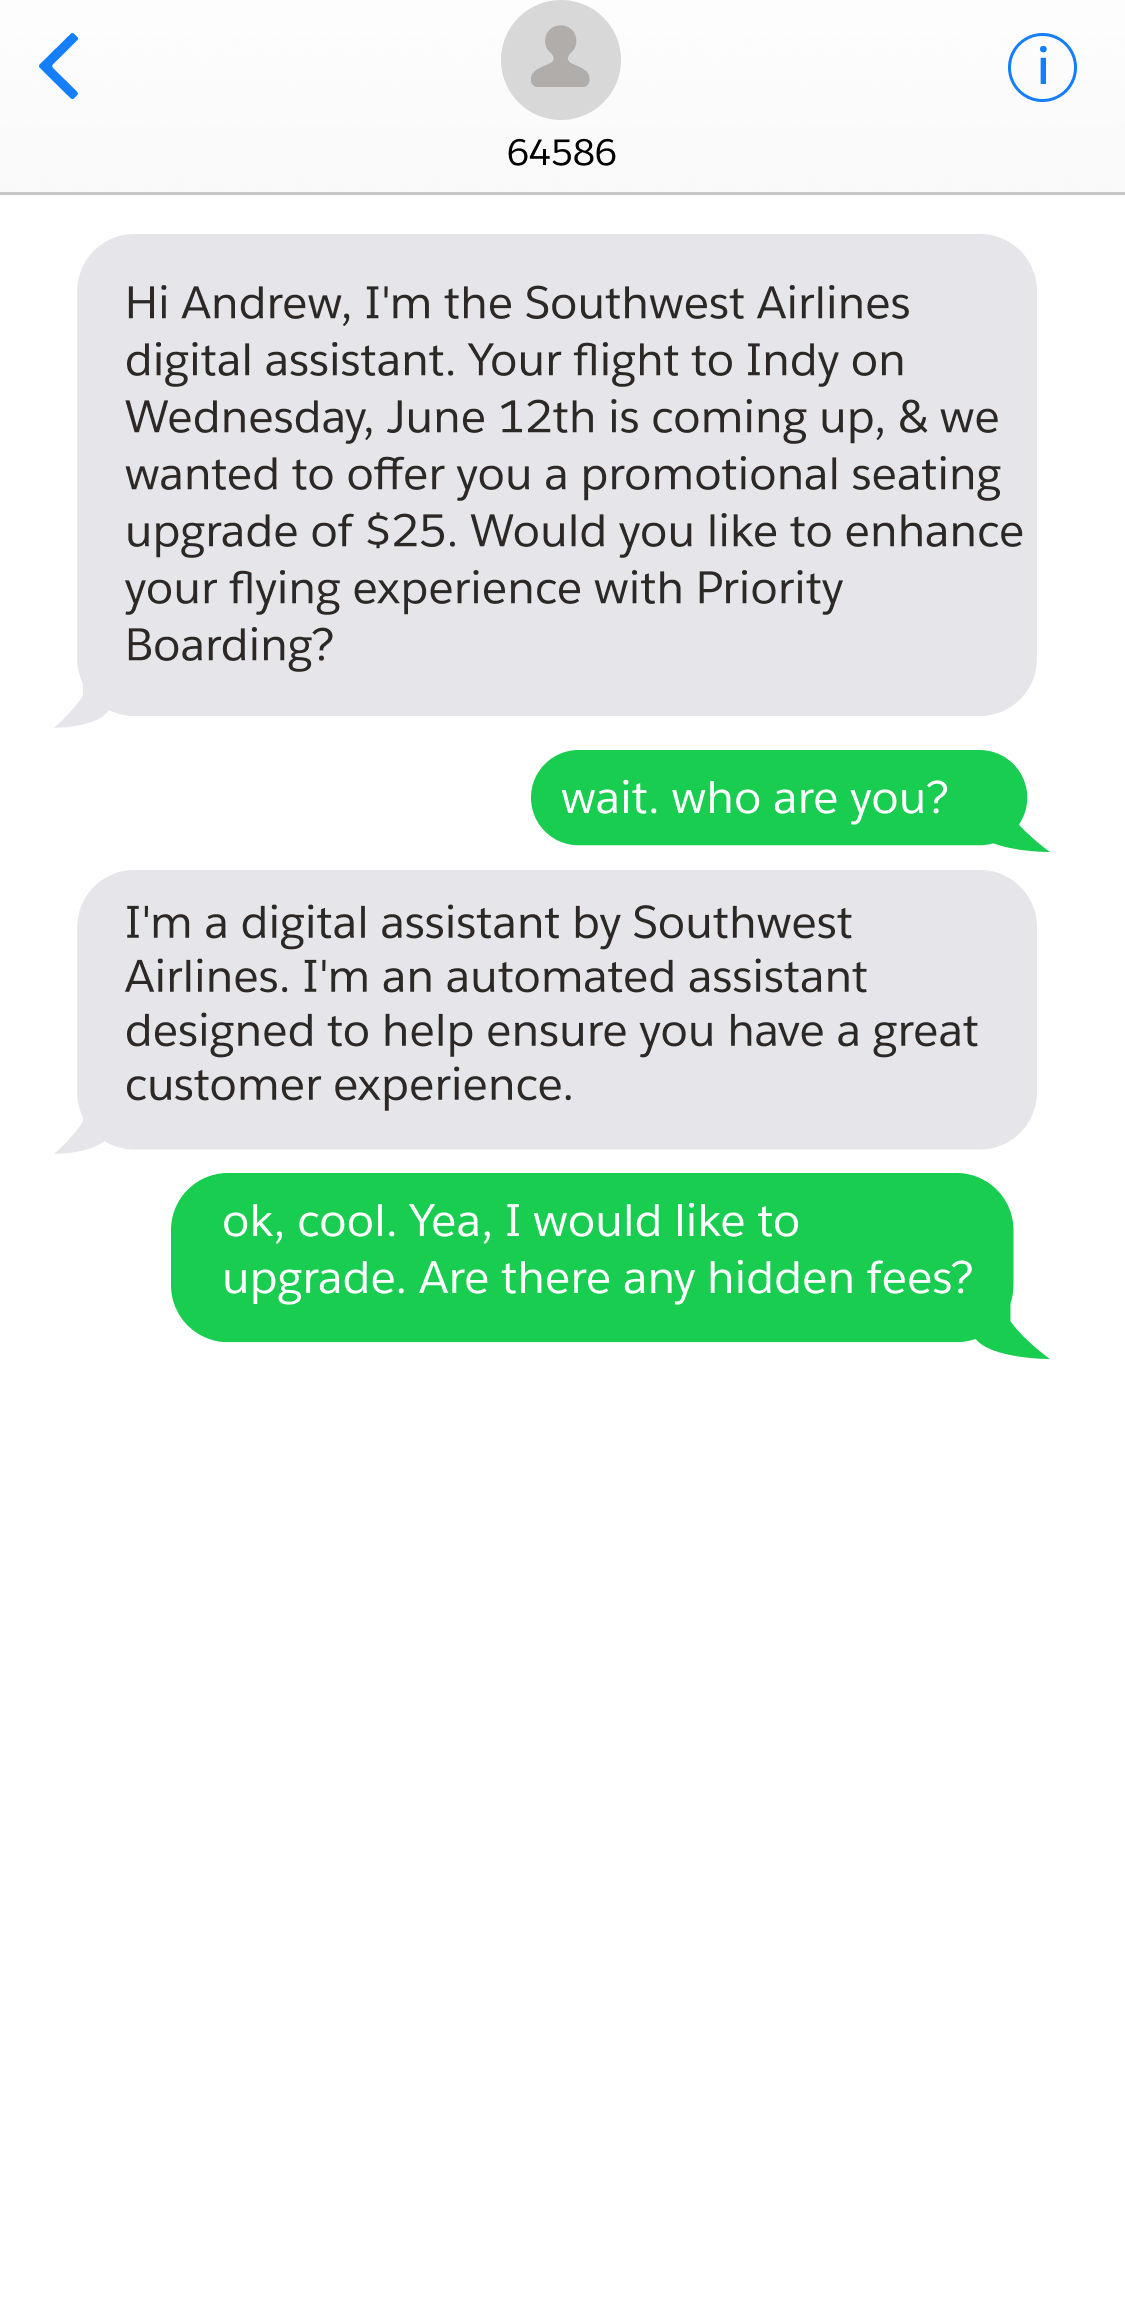 64586
Hi Andrew, I'm the Southwest Airlines
digital assistant. Your flight to Indy on
Wednesday, June 12th is coming up, & we
wanted to offer you a promotional seating
upgrade of $25. Would you like to enhance
your flying experience with Priority
Boarding?
wait. who are you?
I'm a digital assistant by Southwest
Airlines. I'm an automated assistant
designed to help ensure you have a great
customer experience.
ok, cool. Yea, I would like to
upgrade. Are there any hidden fees?